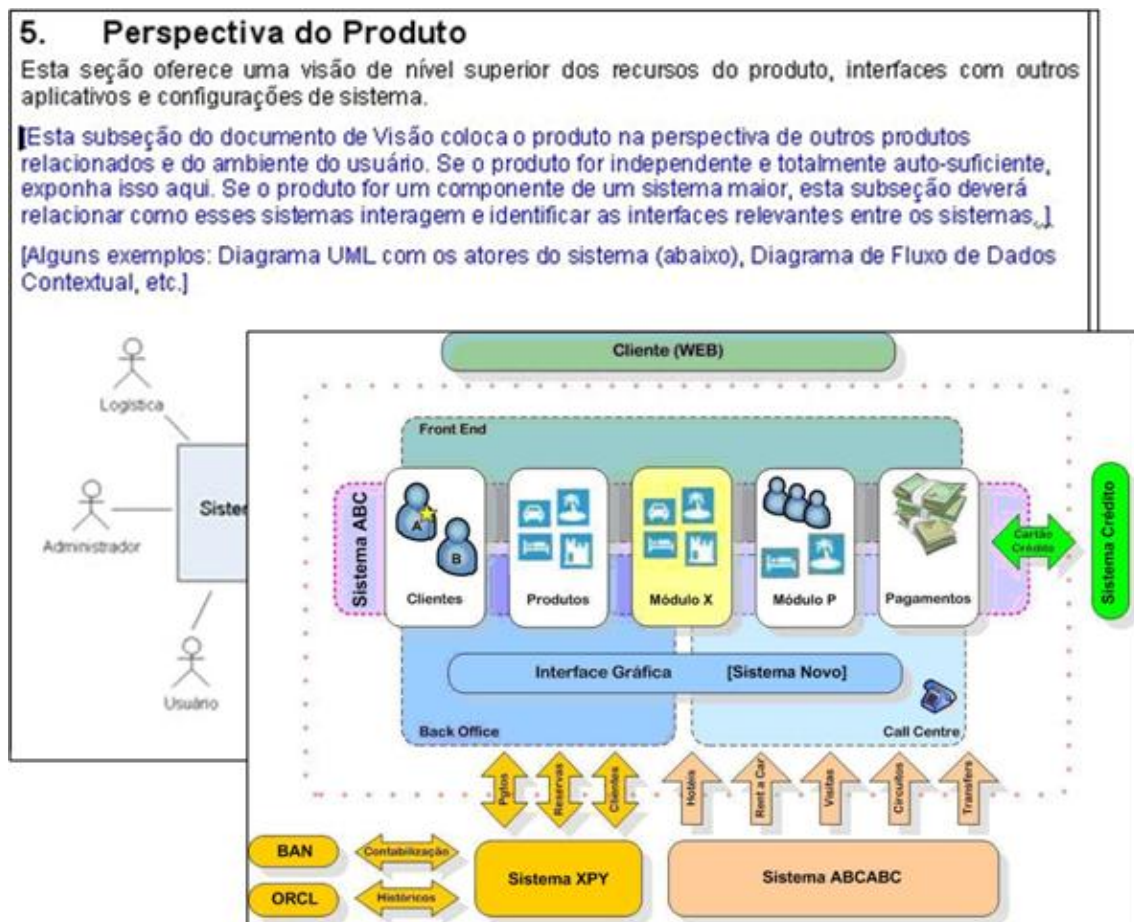 5. Perspectiva do Produto
Esta seção oferece uma visão de nível superior dos recursos do produto, interfaces com outros
aplicativos e configurações de sistema.
[Esta subseção do documento de Visão coloca o produto na perspectiva de outros produtos
relacionados e do ambiente do usuário. Se o produto for independente e totalmente auto-suficiente,
exponha isso aqui. Se o produto for um componente de um sistema maior, esta subseção deverá
relacionar como esses sistemas interagem e identificar as interfaces relevantes entre os sistemas.]
[Alguns exemplos: Diagrama UML com os atores do sistema (abaixo), Diagrama de Fluxo de Dados
Contextual, etc.]
Logística
Administrador
Usuário
Sister
Cliente (WEB)
Front End
Sistema ABC
A
B
Clientes
Produtos
Módulo X
Módulo P
Pagamentos
Cartão
Crédito
Sistema Crédito
Interface Gráfica [Sistema Novo]
Back Office
Call Centre
Pgtos
Reservas
Clientes
Hotéis
Rent a Car
Visitas
Circuitos
Transfers
BAN
Contabilização
ORCL
Históricos
Sistema XPY
Sistema ABCABC